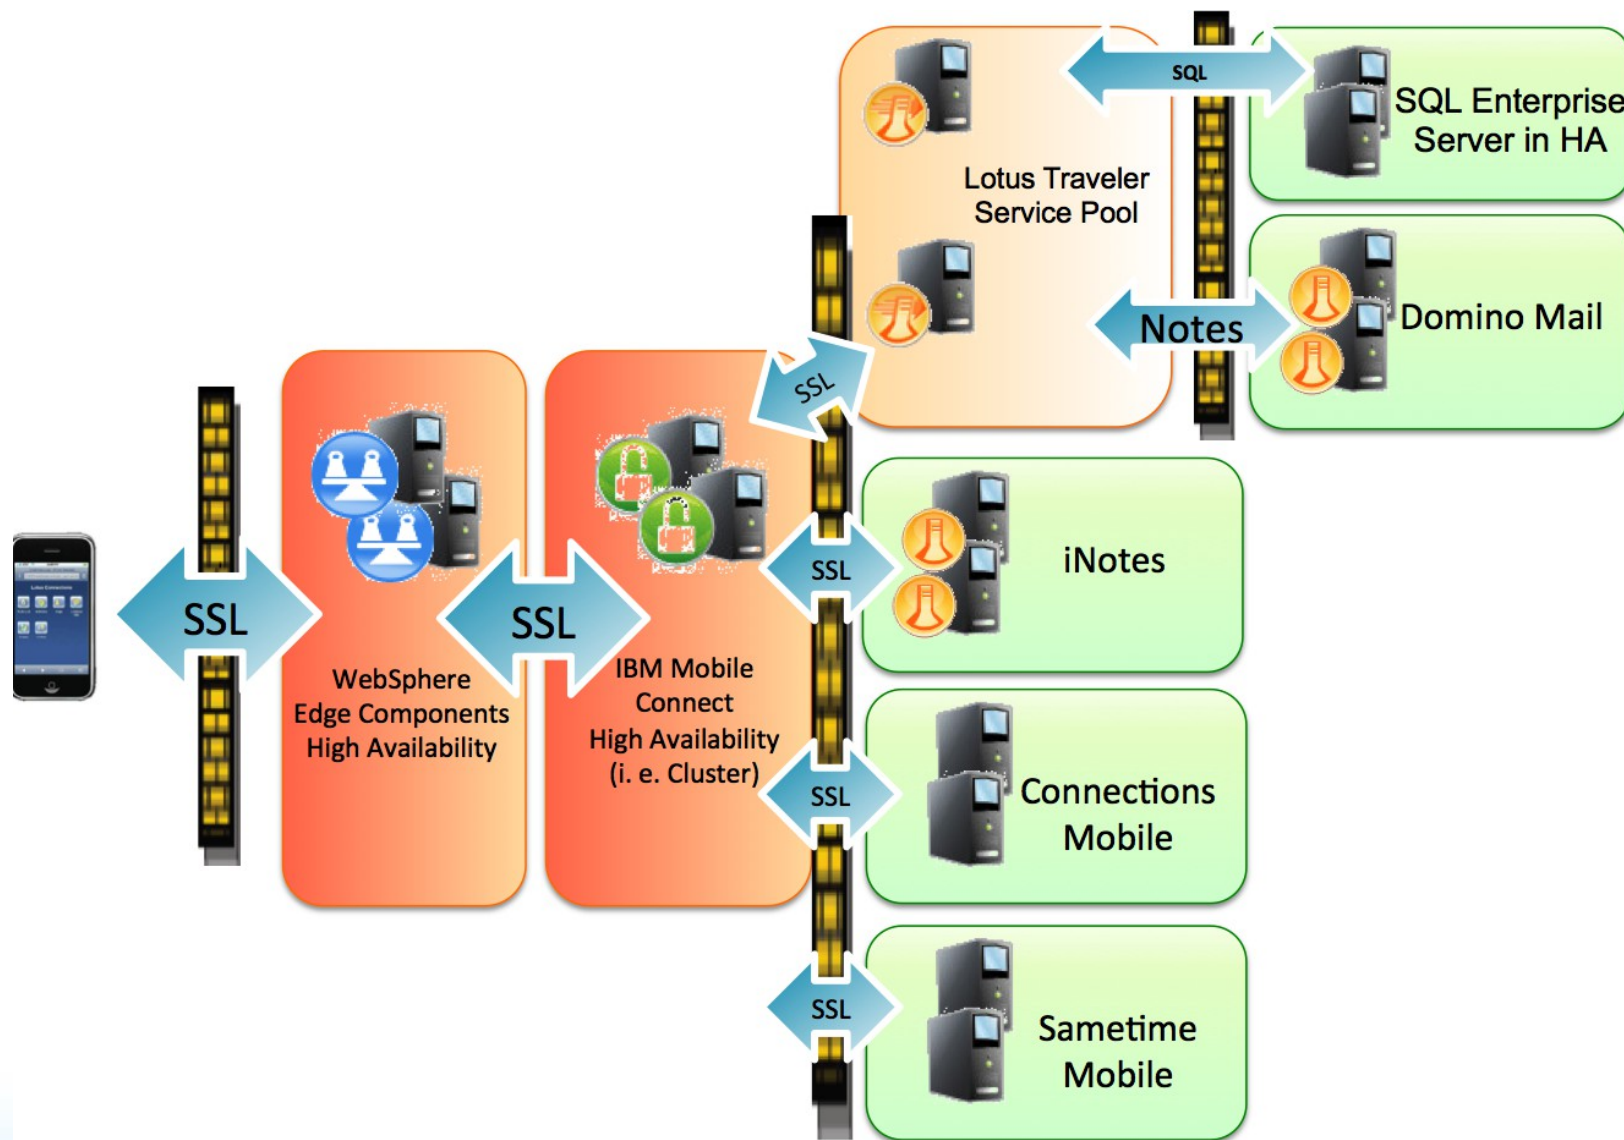 SQL
SQL Enterprise
Server in HA
Lotus Traveler
Service Pool
Notes
Domino Mail
SSL
SSL
iNotes
SSL
SSL
WebSphere
Edge Components
High Availability
IBM Mobile
Connect
High Availability
(i. e. Cluster)
SSL
Connections
Mobile
SSL
Sametime
Mobile